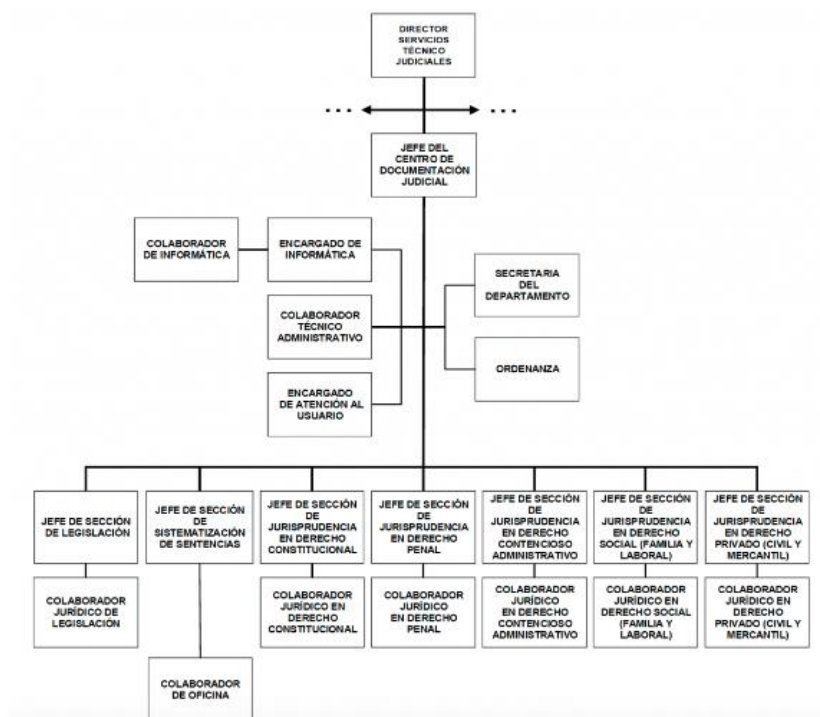 DIRECTOR
SERVICIOS
TÉCNICO
JUDICIALES
... ...
JEFE DEL
CENTRO DE
DOCUMENTACIÓN
JUDICIAL
COLABORADOR
DE INFORMÁTICA
ENCARGADO DE
INFORMÁTICA
SECRETARIA
DEL
DEPARTAMENTO
COLABORADOR
TÉCNICO
ADMINISTRATIVO
ORDENANZA
ENCARGADO
DE ATENCIÓN AL
USUARIO
JEFE DE SECCIÓN
DE LEGISLACIÓN
JEFE DE SECCIÓN
DE
SISTEMATIZACIÓN
DE SENTENCIAS
JEFE DE SECCIÓN
DE
JURISPRUDENCIA
EN DERECHO
CONSTITUCIONAL
JEFE DE SECCIÓN
DE
JURISPRUDENCIA
EN DERECHO
PENAL
JEFE DE SECCIÓN
DE
JURISPRUDENCIA
EN DERECHO
CONTENCIOSO
ADMINISTRATIVO
JEFE DE SECCIÓN
DE
JURISPRUDENCIA
EN DERECHO
SOCIAL (FAMILIA Y
LABORAL)
JEFE DE SECCIÓN
DE
JURISPRUDENCIA
EN DERECHO
PRIVADO (CIVIL Y
MERCANTIL)
COLABORADOR
JURÍDICO DE
LEGISLACIÓN
COLABORADOR
JURÍDICO EN
DERECHO
CONSTITUCIONAL
COLABORADOR
JURÍDICO
EN DERECHO
PENAL
COLABORADOR
JURÍDICO
EN DERECHO
CONTENCIOSO
ADMINISTRATIVO
COLABORADOR
JURÍDICO EN
DERECHO SOCIAL
(FAMILIA Y
LABORAL)
COLABORADOR
JURÍDICO EN
DERECHO
PRIVADO (CIVIL Y
MERCANTIL)
COLABORADOR
DE OFICINA